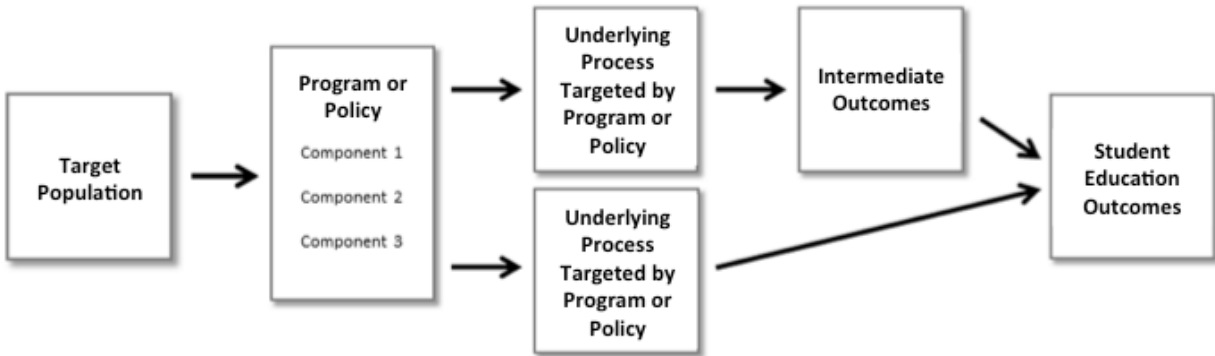 Target
Population
Program or
Policy
Component 1
Component 2
Component 3
Underlying
Process
Targeted by
Program or
Policy
Underlying
Process
Targeted by
Program or
Policy
Intermediate
Outcomes
Student
Education
Outcomes